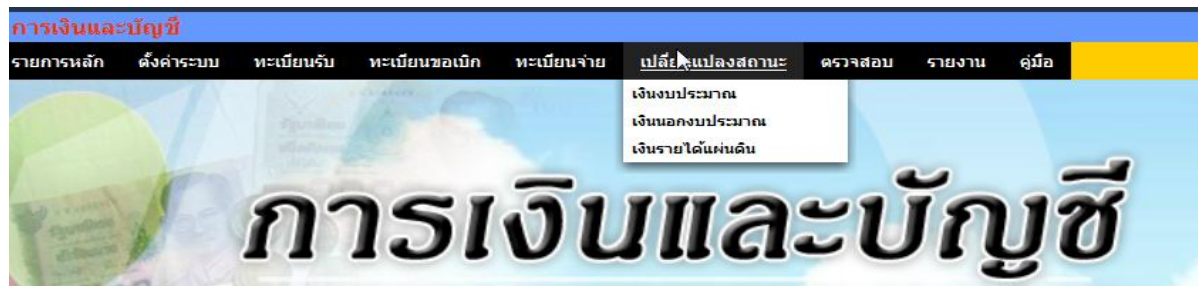 การเงินและบัญชี
รายการหลัก ตั้งค่าระบบ ทะเบียนรับ ทะเบียนขอเบิก ทะเบียนจ่าย เปลี่ยนแปลงสถานะ ตรวจสอบ รายงาน คู่มือ
เงินงบประมาณ
เงินนอกงบประมาณ
เงินรายได้แผ่นดิน
การเงินและบัญชี